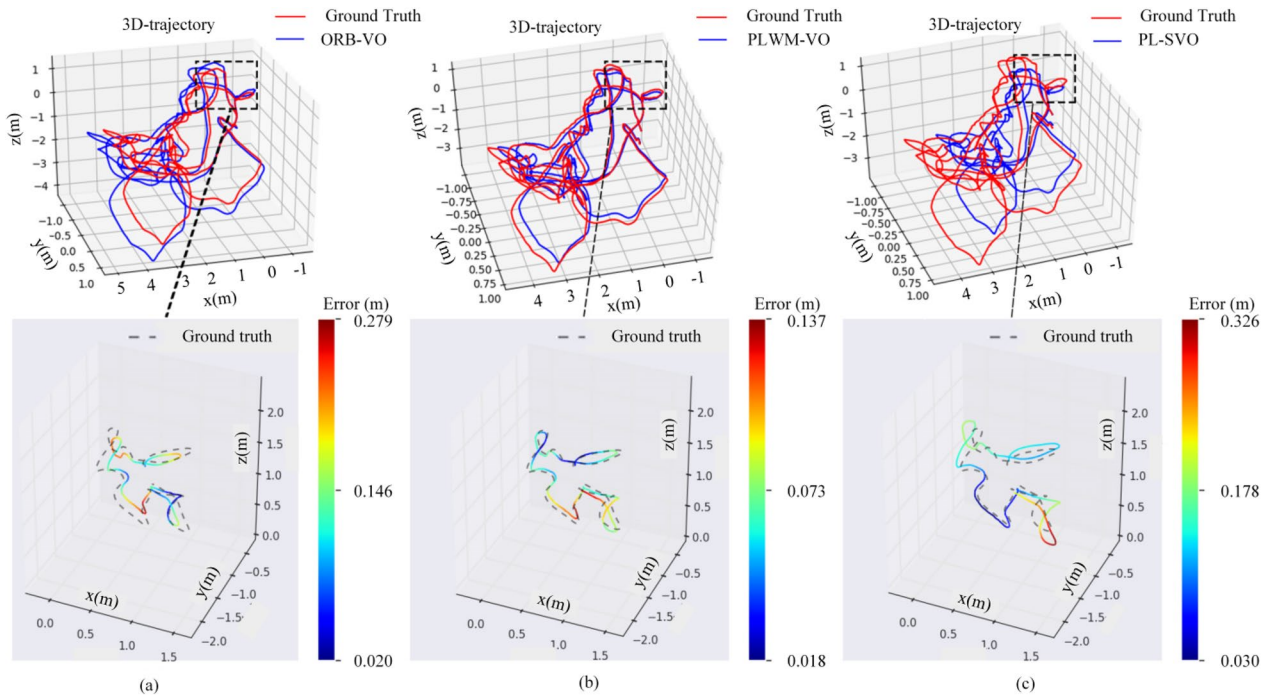 3D-trajectory
Ground Truth
ORB-VO
1
0
−1
−2
−3
−4
z(m)
−1.0
−0.5
0.0
0.5
1.0
y(m)
5 4 3 2 1 0 -1
x(m)
3D-trajectory
Ground Truth
PLWM-VO
1
0
−1
−2
−3
z(m)
−1.00
−0.75
−0.50
−0.25
0.00
0.25
0.50
0.75
1.00
y(m)
4 3 2 1 0 -1
x(m)
3D-trajectory
Ground Truth
PL-SVO
1
0
−1
−2
−3
z(m)
−1.00
−0.75
−0.50
−0.25
0.00
0.25
0.50
0.75
1.00
y(m)
4 3 2 1 0 -1
x(m)
Ground truth
2.0
1.5
1.0
0.5
0.0
z(m)
−0.5
−1.0
−1.5
−2.0
y(m)
0.0 0.5 1.0 1.5
x(m)
Error (m)
0.279
0.146
0.020
(a)
Ground truth
2.0
1.5
1.0
0.5
0.0
z(m)
−0.5
−1.0
−1.5
−2.0
y(m)
0.0 0.5 1.0 1.5
x(m)
Error (m)
0.137
0.073
0.018
(b)
Ground truth
2.0
1.5
1.0
0.5
0.0
z(m)
−0.5
−1.0
−1.5
−2.0
y(m)
0.0 0.5 1.0 1.5
x(m)
Error (m)
0.326
0.178
0.030
(c)